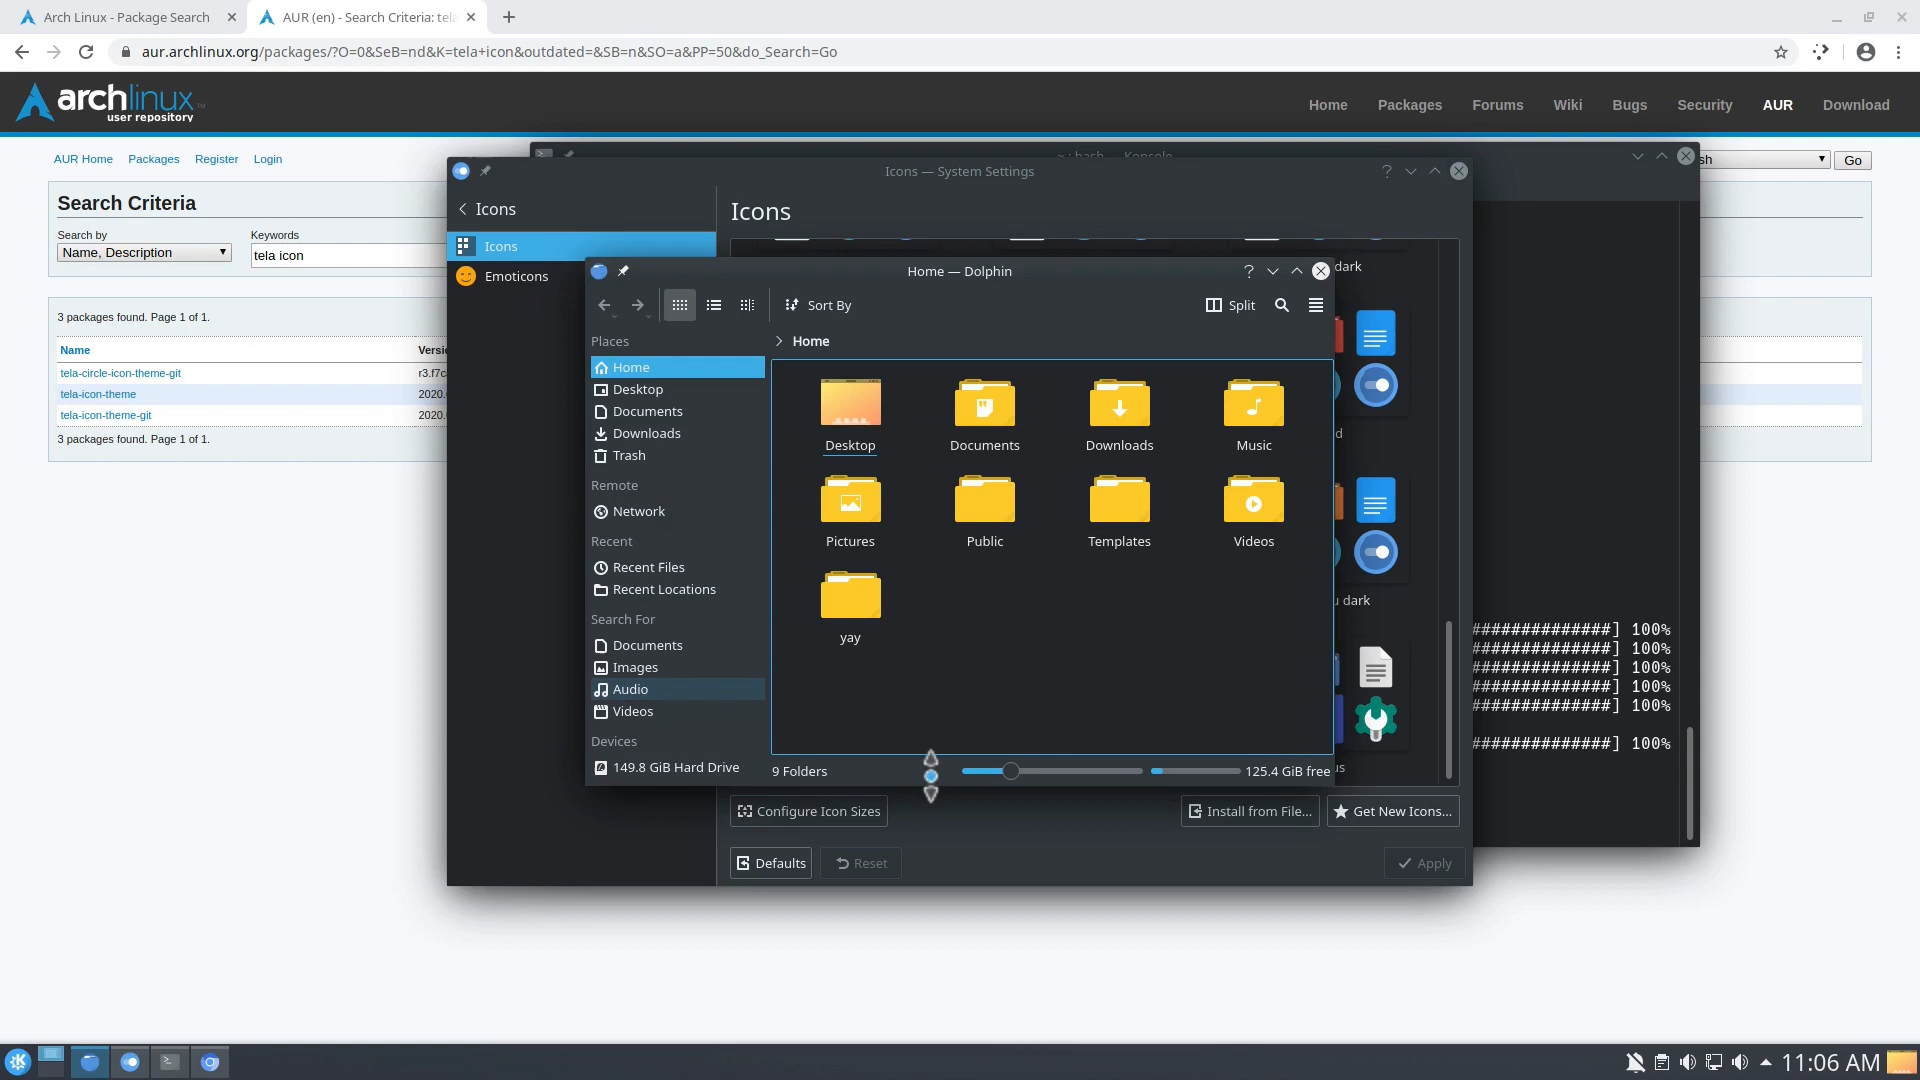 Arch Linux - Package Search
AUR (en) - Search Criteria: tela
aur.archlinux.org/packages/?O=0&SeB=nd&K=tela+icon&outdated=&SB=n&SO=a&PP=50&do_Search=Go
archlinux
TM
user repository
Home
Packages
Forums
Wiki
Bugs
Security
AUR
Download
AUR Home
Packages
Register
Login
Go
~ : bash — Konsole
Search Criteria
Search by
Keywords
Name, Description
tela icon
3 packages found. Page 1 of 1.
Name
tela-circle-icon-theme-git
tela-icon-theme
2020.
tela-icon-theme-git
2020.
3 packages found. Page 1 of 1.
Icons — System Settings
Icons
Icons
Icons
Emoticons
dark
Home — Dolphin
Sort By
Split
Places
Home
Home
Desktop
Documents
Downloads
Trash
Remote
Network
Recent
Recent Files
Recent Locations
Search For
Documents
Images
Audio
Videos
Devices
149.8 GiB Hard Drive
Desktop
Documents
Downloads
Music
Pictures
Public
Templates
Videos
yay
9 Folders
125.4 GiB free
dark
##############] 100%
##############] 100%
##############] 100%
##############] 100%
##############] 100%
##############] 100%
Configure Icon Sizes
Install from File...
Get New Icons...
Defaults
Reset
Apply
11:06 AM